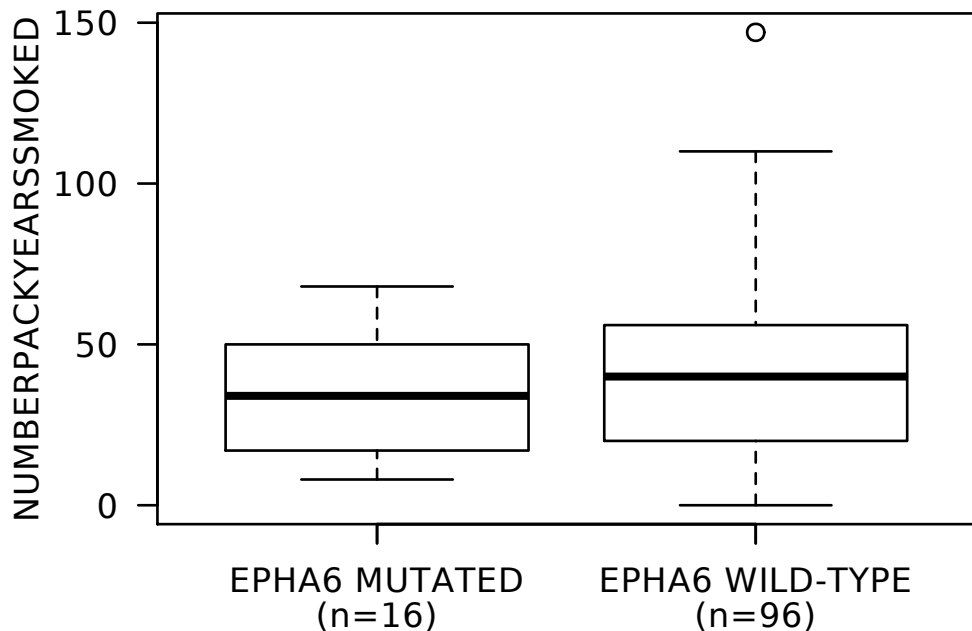 NUMBERPACKYEARSSMOKED
150
100
50
0
EPHA6 MUTATED
(n=16)
EPHA6 WILD-TYPE
(n=96)